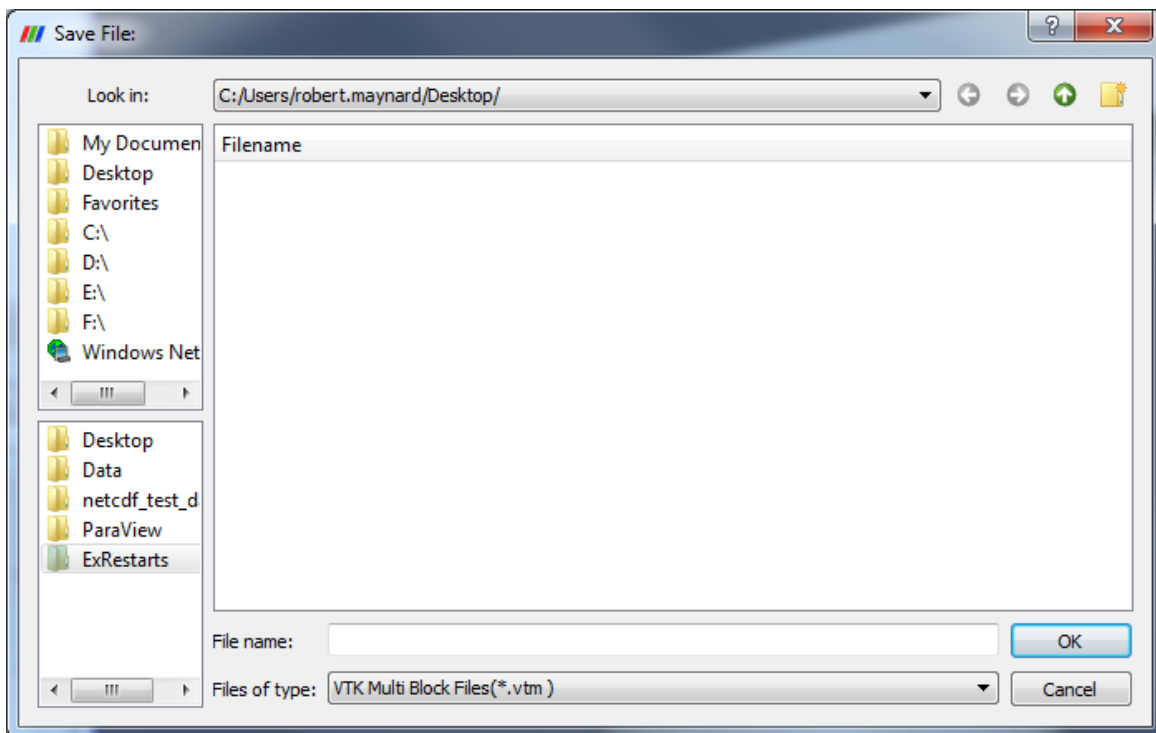 Save File:
Look in:
C:/Users/robert.maynard/Desktop/
My Documen
Desktop
Favorites
C:\
D:\
E:\
F:\
Windows Net
Filename
Desktop
Data
netcdf_test_d
ParaView
ExRestarts
File name:
OK
Files of type:
VTK Multi Block Files(*.vtm )
Cancel